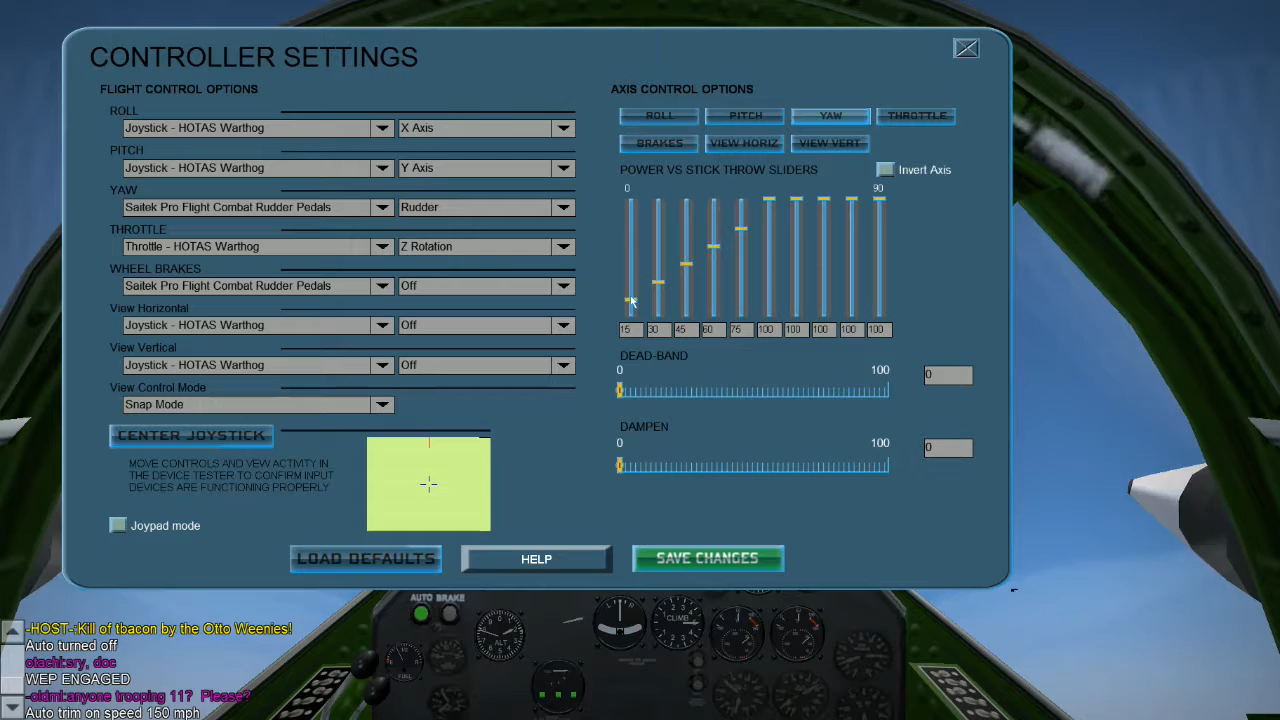 CONTROLLER SETTINGS
FLIGHT CONTROL OPTIONS
ROLL
Joystick - HOTAS Warthog
X Axis
PITCH
Joystick - HOTAS Warthog
Y Axis
YAW
Saitek Pro Flight Combat Rudder Pedals
Rudder
THROTTLE
Throttle - HOTAS Warthog
Z Rotation
WHEEL BRAKES
Saitek Pro Flight Combat Rudder Pedals
Off
View Horizontal
Joystick - HOTAS Warthog
Off
View Vertical
Joystick - HOTAS Warthog
Off
View Control Mode
Snap Mode
CENTER JOYSTICK
MOVE CONTROLS AND VEW ACTIVITY IN
THE DEVICE TESTER TO CONFIRM INPUT
DEVICES ARE FUNCTIONING PROPERLY
Joypad mode
AXIS CONTROL OPTIONS
ROLL PITCH YAW THROTTLE
BRAKES VIEW HORIZ VIEW VERT
POWER VS STICK THROW SLIDERS
Invert Axis
0 90
15 30 45 60 75 100 100 100 100 100
DEAD-BAND
0 100
0
DAMPEN
0 100
0
LOAD DEFAULTS
HELP
SAVE CHANGES
AUTO BRAKE
ALT
L R
CLIMB
FUEL
-HOST-:Kill of tbacon by the Otto Weenies!
Auto turned off
otachi:sry, doc
WEP ENGAGED
-oidmi:anyone trooping 11? Please?
Auto trim on speed 150 mph